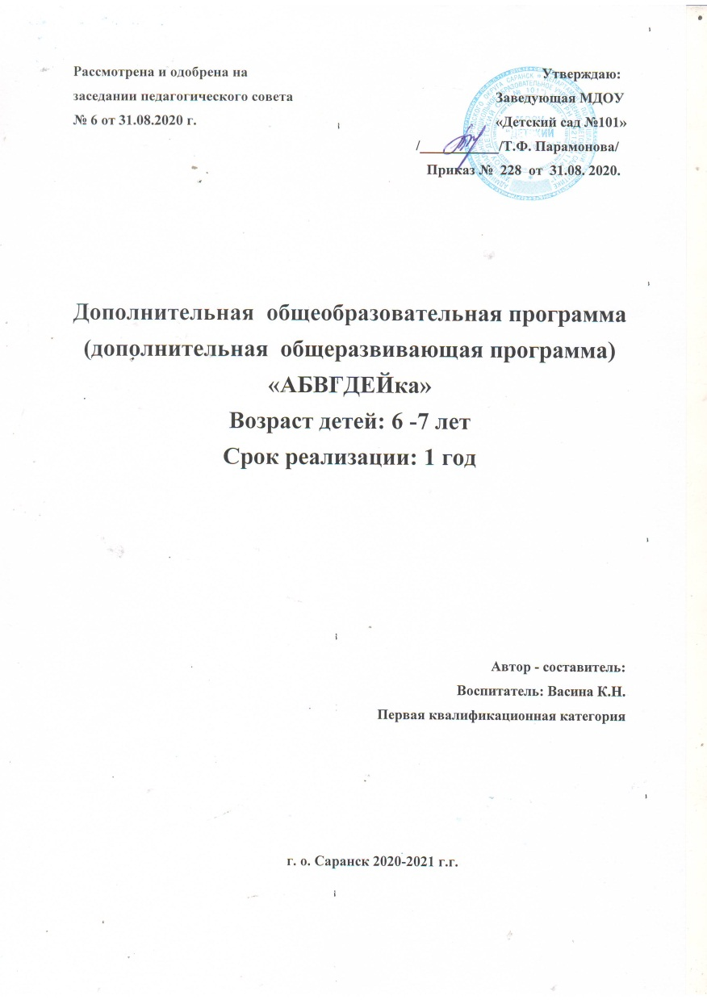 Рассмотрена и одобрена на
заседании педагогического совета
№ 6 от 31.08.2020 г.
Утверждаю:
Заведующая МДОУ
«Детский сад №101»
/___________/Т.Ф. Парамонова/
Приказ № 228 от 31.08. 2020.
Дополнительная общеобразовательная программа
(дополнительная общеразвивающая программа)
«АБВГДЕЙка»
Возраст детей: 6 -7 лет
Срок реализации: 1 год
Автор - составитель:
Воспитатель: Васина К.Н.
Первая квалификационная категория
г. о. Саранск 2020-2021 г.г.